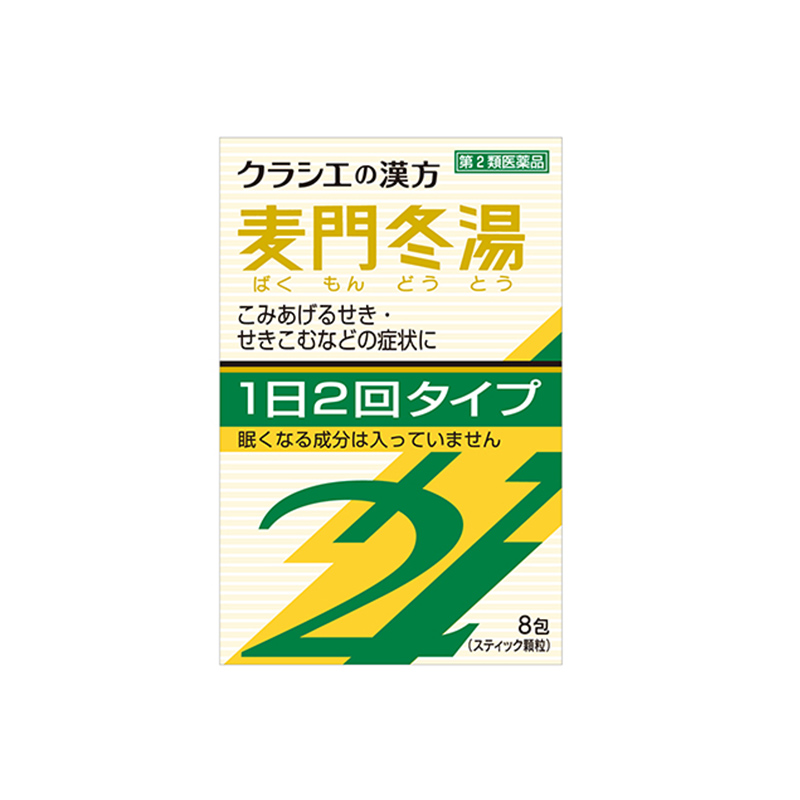 クラシエの漢方
第2類医薬品
麦門冬湯
ばく もん どう とう
こみあげるせき・
せきこむなどの症状に
1日2回タイプ
眠くなる成分は入っていません
24
8包
(スティック顆粒)